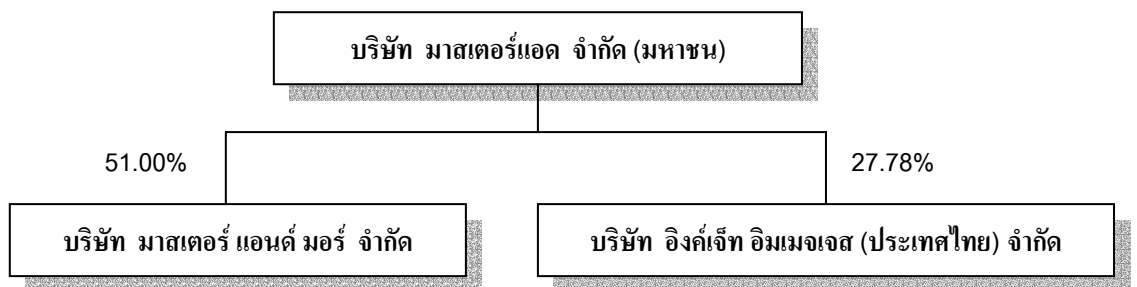 บริษัท มาสเตอร์แอด จำกัด (มหาชน)
51.00%
27.78%
บริษัท มาสเตอร์ แอนด์ มอร์ จำกัด
บริษัท อิงค์เจ็ท อิมเมจเจส (ประเทศไทย) จำกัด